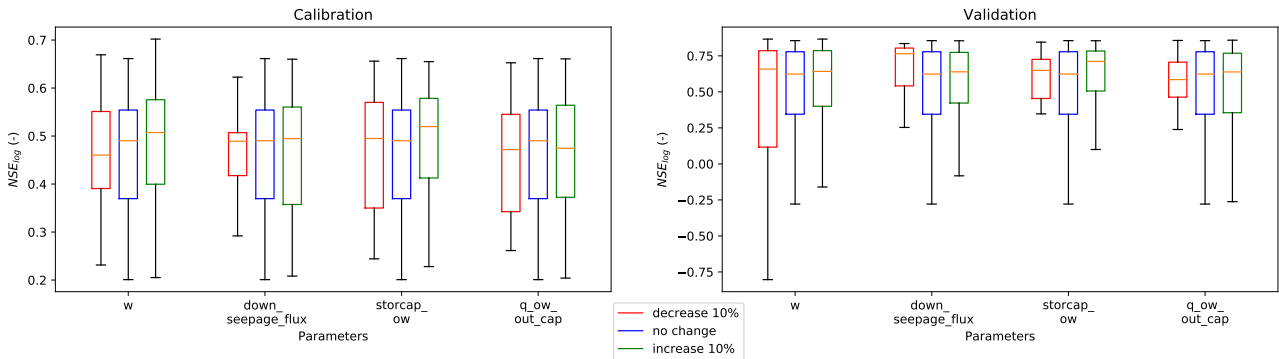 Calibration
NSE_log (-)
0.7
0.6
0.5
0.4
0.3
0.2
w
down_
seepage_flux
storcap_
ow
q_ow_
out_cap
Parameters
Validation
NSE_log (-)
0.75
0.50
0.25
0.00
−0.25
−0.50
−0.75
w
down_
seepage_flux
storcap_
ow
q_ow_
out_cap
Parameters
decrease 10%
no change
increase 10%